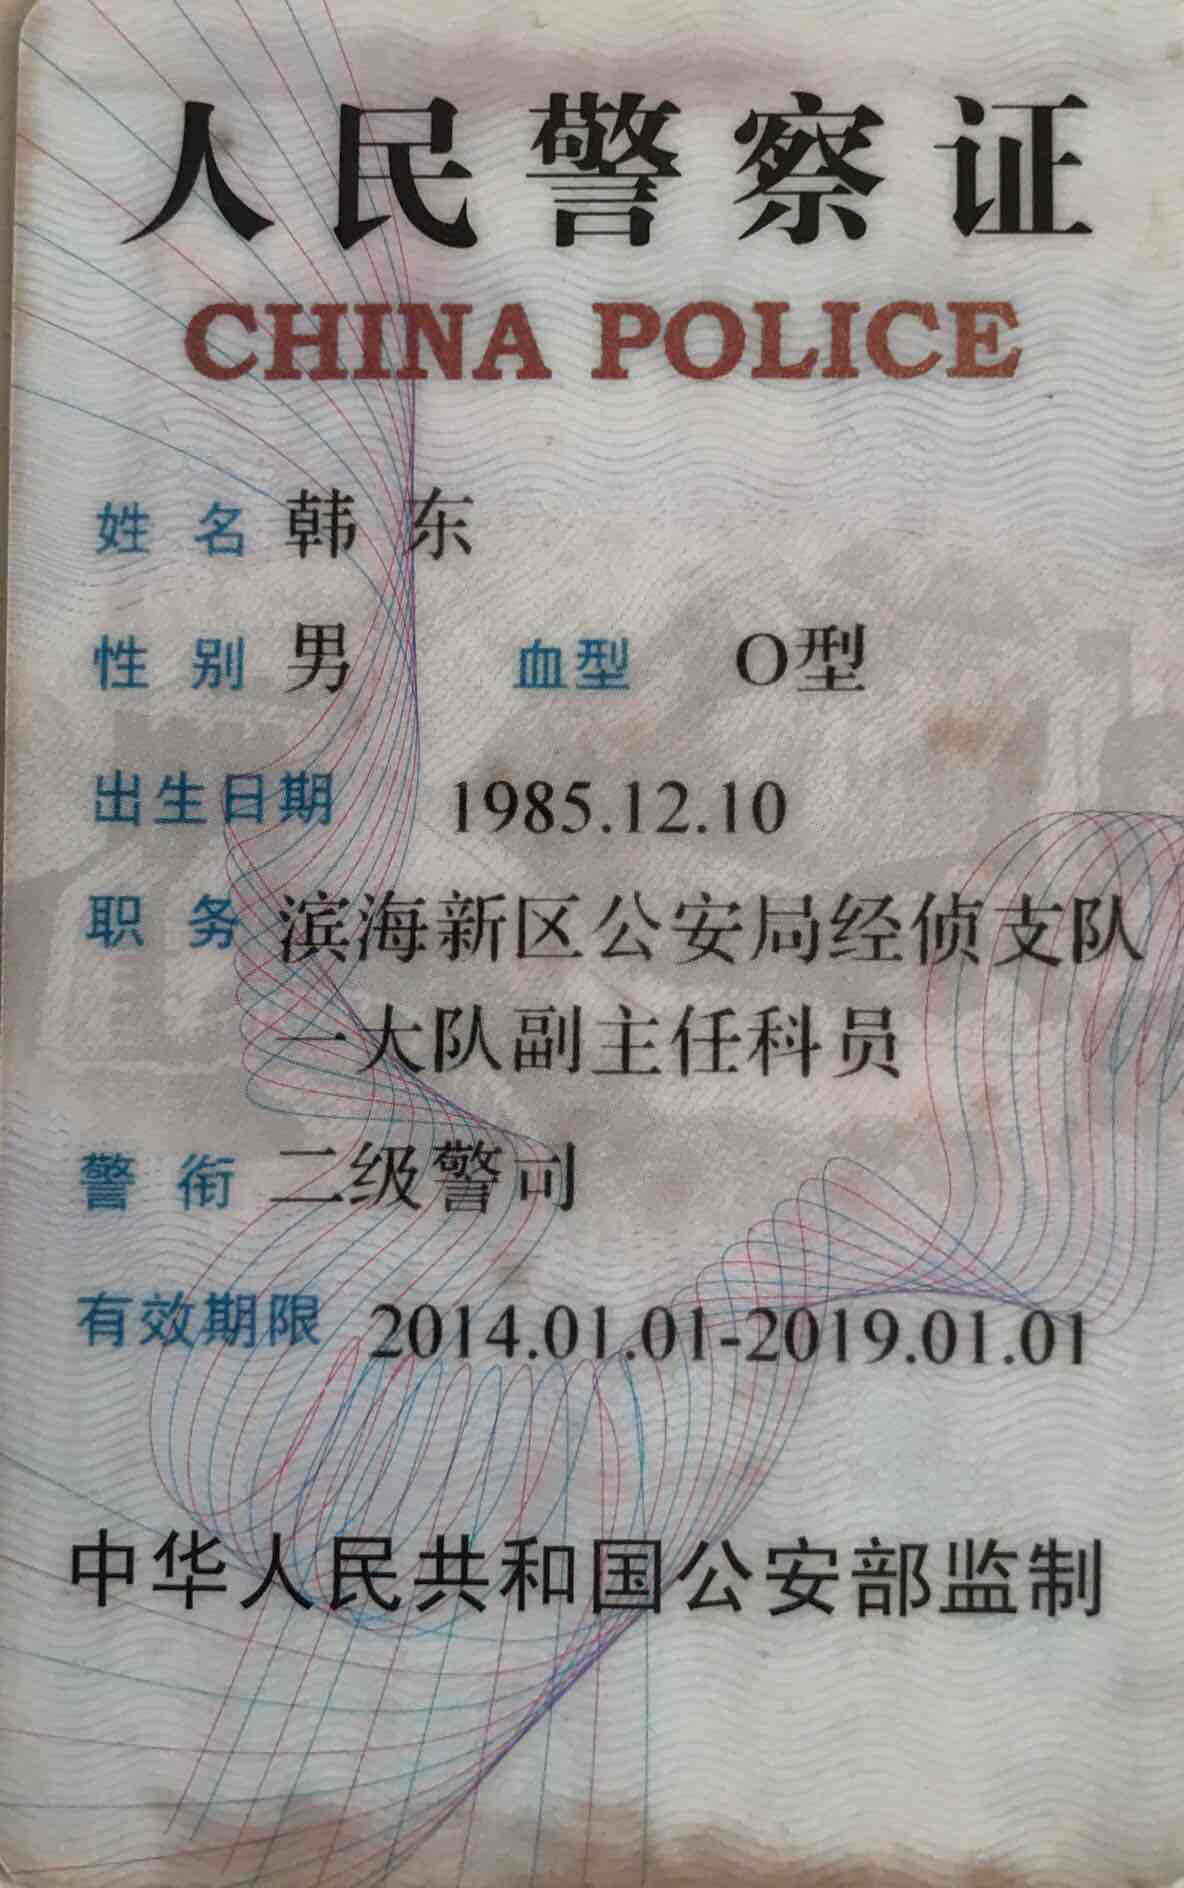 人民警察证
CHINA POLICE
姓 名 韩 东
性 别 男 血型 O型
出生日期 1985.12.10
职 务 滨海新区公安局经侦支队
一大队副主任科员
警 衔 二级警司
有效期限 2014.01.01-2019.01.01
中华人民共和国公安部监制